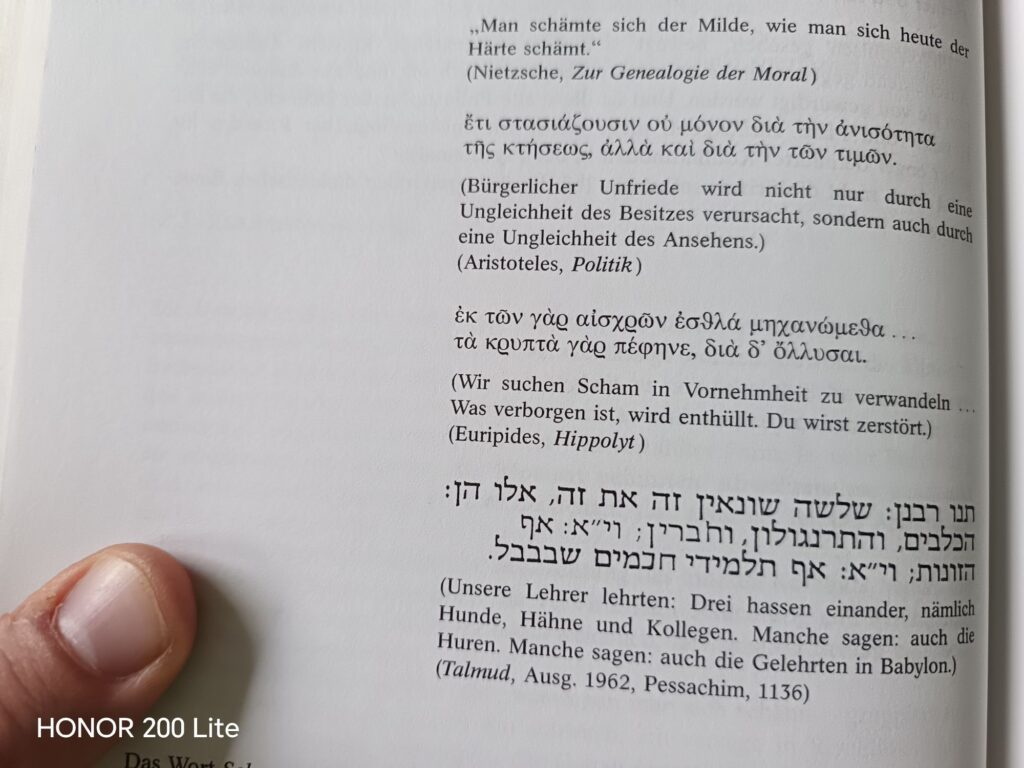 „Man schämte sich der Milde, wie man sich heute der
Härte schämt.“
(Nietzsche, Zur Genealogie der Moral)
ἔτι στασιάζουσιν οὐ μόνον διὰ τὴν ἀνισότητα
τῆς κτήσεως, ἀλλὰ καὶ διὰ τὴν τῶν τιμῶν.
(Bürgerlicher Unfriede wird nicht nur durch eine
Ungleichheit des Besitzes verursacht, sondern auch durch
eine Ungleichheit des Ansehens.)
(Aristoteles, Politik)
ἐκ τῶν γὰρ αἰσχρῶν ἐσθλά μηχανώμεθα ...
τὰ κρυπτὰ γὰρ πέφηνε, διὰ δ’ ὄλλυσαι.
(Wir suchen Scham in Vornehmheit zu verwandeln ...
Was verborgen ist, wird enthüllt. Du wirst zerstört.)
(Euripides, Hippolyt)
תנו רבנן: שלשה שונאין זה את זה, אלו הן:
הכלבים, והתרנגולון, וחברין; וי״א: אף
הזונות; וי״א: אף תלמידי חכמים שבבבל.
(Unsere Lehrer lehrten: Drei hassen einander, nämlich
Hunde, Hähne und Kollegen. Manche sagen: auch die
Huren. Manche sagen: auch die Gelehrten in Babylon.)
(Talmud, Ausg. 1962, Pessachim, 1136)
HONOR 200 Lite
Das Wort